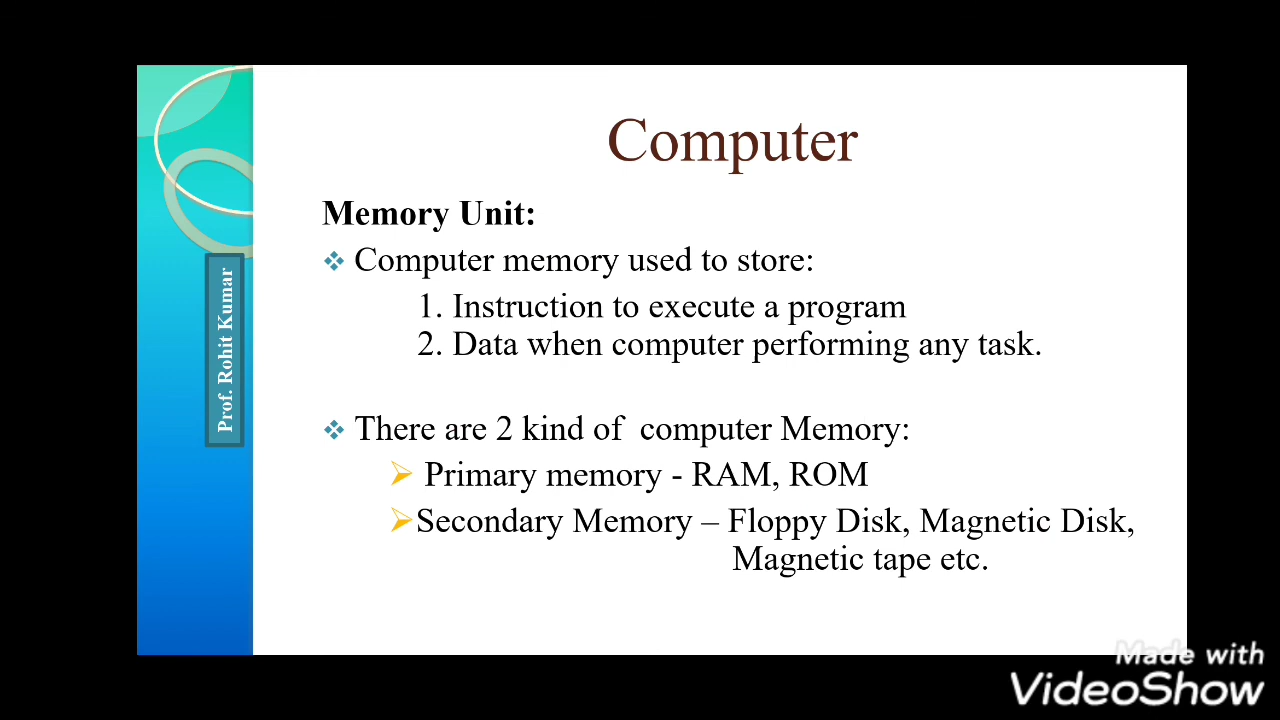 Computer
Memory Unit:
Computer memory used to store:
1. Instruction to execute a program
2. Data when computer performing any task.
There are 2 kind of computer Memory:
Primary memory - RAM, ROM
Secondary Memory – Floppy Disk, Magnetic Disk,
Magnetic tape etc.
Prof. Rohit Kumar
Made with
VideoShow